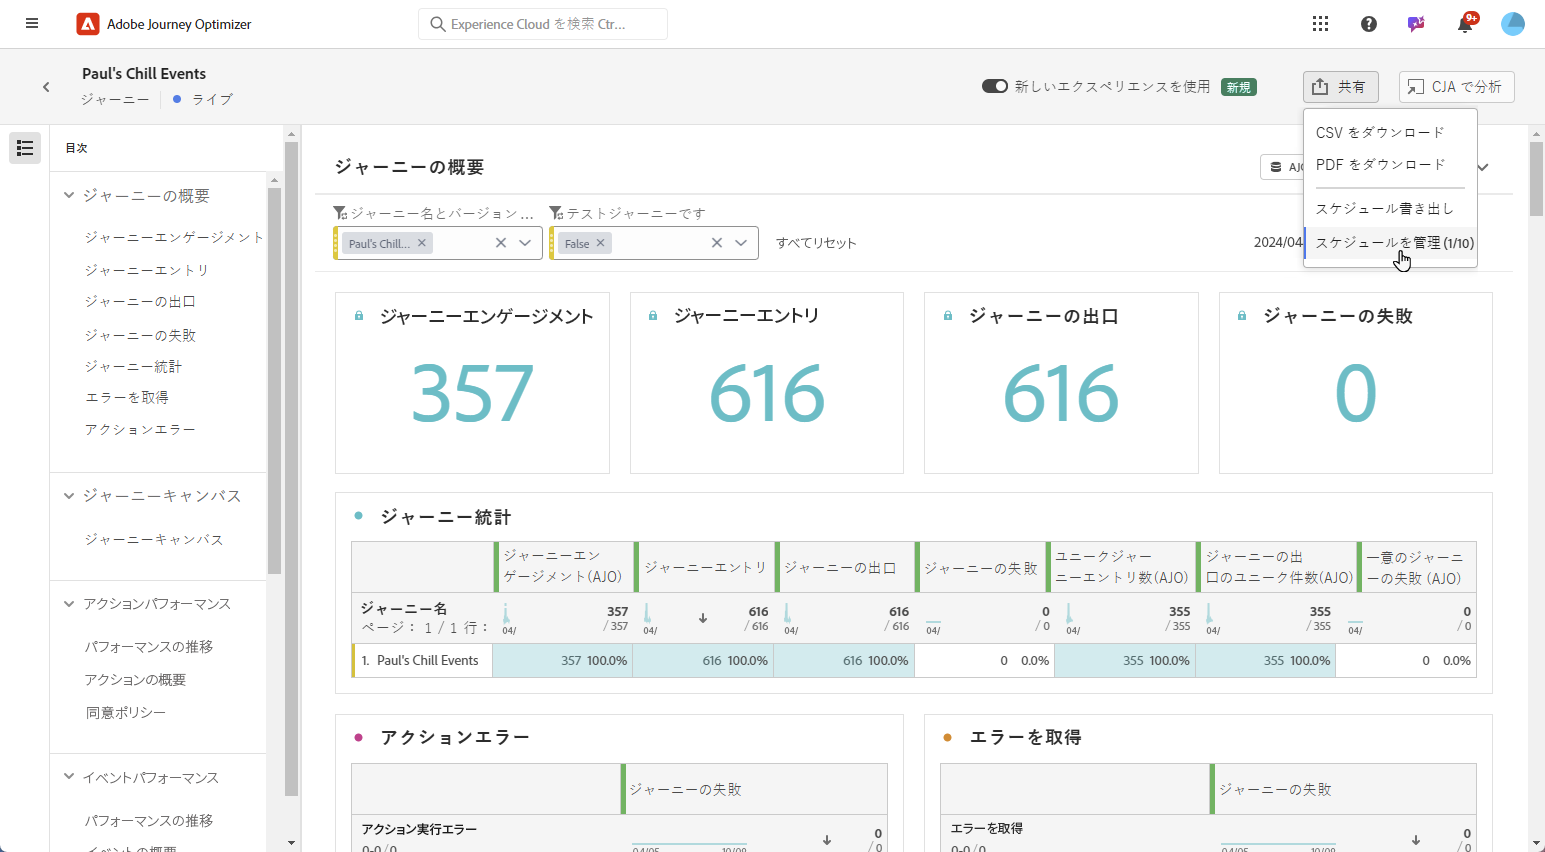 Adobe Journey Optimizer
Experience Cloud を検索 Ctr...
9+
Paul's Chill Events
ジャーニー
ライブ
新しいエクスペリエンスを使用
新規
共有
CJA で分析
CSV をダウンロード
PDF をダウンロード
スケジュール書き出し
スケジュールを管理 (1/10)
目次
ジャーニーの概要
ジャーニーエンゲージメント
ジャーニーエントリ
ジャーニーの出口
ジャーニーの失敗
ジャーニー統計
エラーを取得
アクションエラー
ジャーニーキャンバス
ジャーニーキャンバス
アクションパフォーマンス
パフォーマンスの推移
アクションの概要
同意ポリシー
イベントパフォーマンス
パフォーマンスの推移
イベントの概要
ジャーニーの概要
AJO
ジャーニー名とバージョン ...
テストジャーニーです
Paul's Chill...
False
すべてリセット
2024/04
ジャーニーエンゲージメント
357
ジャーニーエントリ
616
ジャーニーの出口
616
ジャーニーの失敗
0
ジャーニー統計
ジャーニーエン
ゲージメント(AJO)
ジャーニーエントリ
ジャーニーの出口
ジャーニーの失敗
ユニークジャー
ニーエントリ数(AJO)
ジャーニーの出
口のユニーク件数(AJO)
一意のジャーニ
ーの失敗 (AJO)
ジャーニー名
ページ： 1 / 1 行：
04/ 357 / 357
04/ 616 / 616
04/ 616 / 616
04/ 0 / 0
04/ 355 / 355
04/ 355 / 355
04/ 0 / 0
1. Paul's Chill Events 357 100.0% 616 100.0% 616 100.0% 0 0.0% 355 100.0% 355 100.0% 0 0.0%
アクションエラー
ジャーニーの失敗
アクション実行エラー
0
0-0/0
04/05 10/08
/ 0
エラーを取得
ジャーニーの失敗
エラーを取得
0
0-0/0
04/05 10/08
/ 0